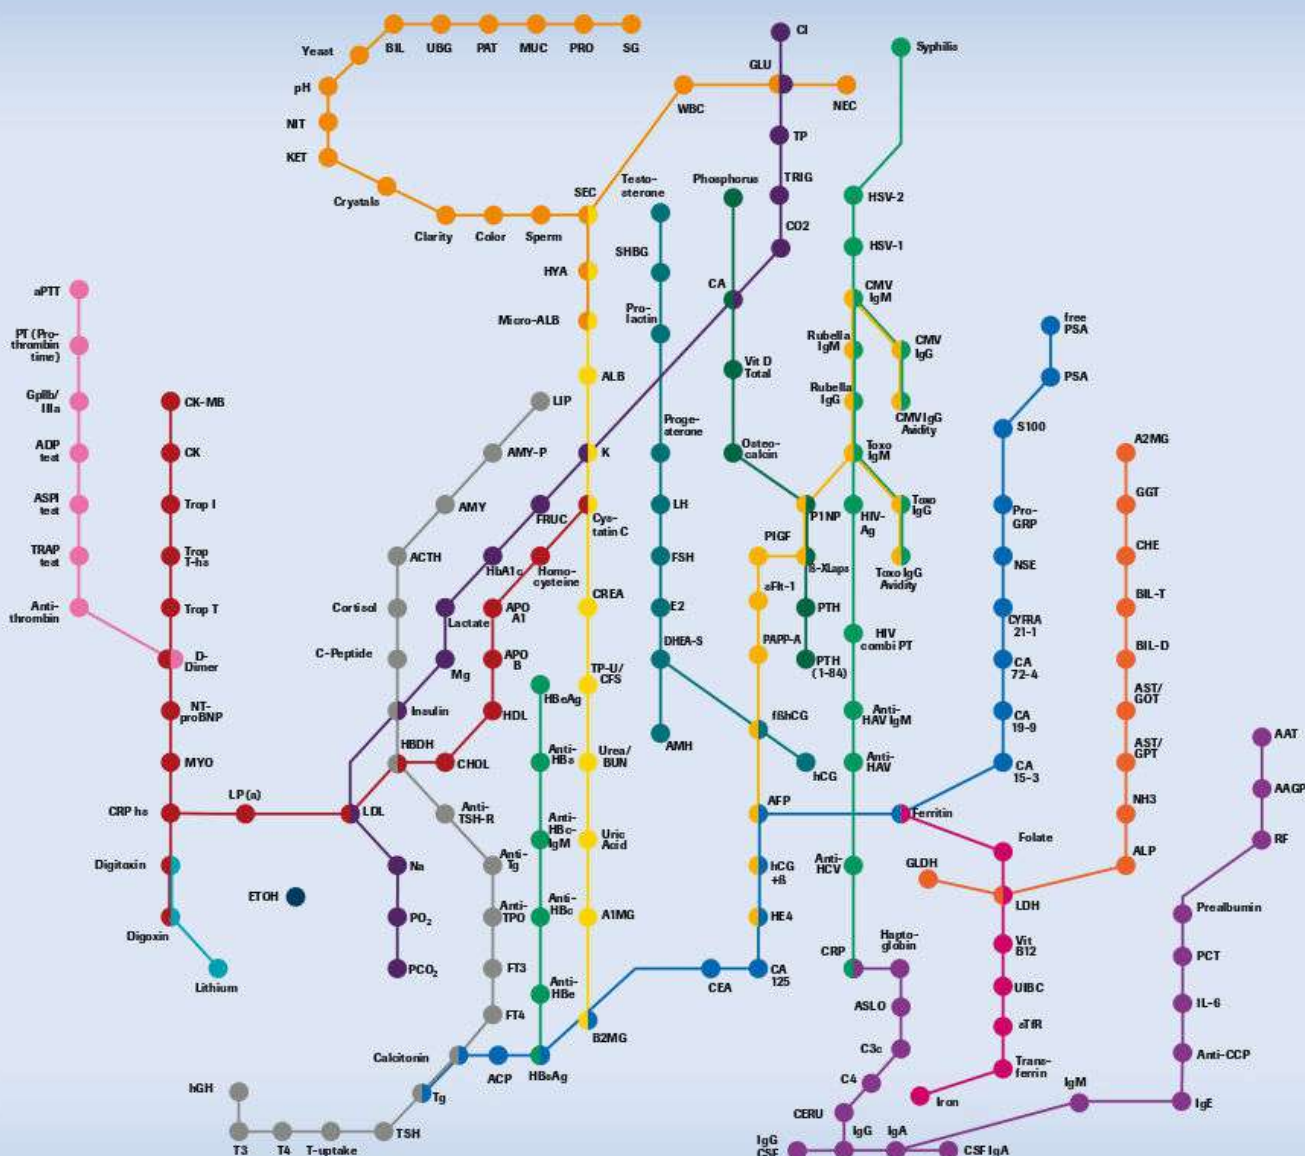 CI
Yeast
BIL
UBG
PAT
MUC
PRO
SG
Syphilis
GLU
pH
WBC
NEC
NIT
TP
KET
Testo-
sterone
Phosphorus
TRIG
SEC
HSV-2
Crystals
CO2
Clarity
Color
Sperm
SHBG
HSV-1
HYA
CA
CMV
IgM
aPTT
Micro-ALB
Pro-
lactin
free
PSA
PT (Pro-
thrombin
time)
Rubella
IgM
CMV
IgG
Vit D
Total
ALB
PSA
GpIIb/
IIIa
CK-MB
LIP
Rubella
IgG
CMV IgG
Avidity
Proge-
sterone
S100
A2MG
ADP
test
CK
AMY-P
K
Osteo-
calcin
Toxo
IgM
GGT
ASPI
test
Trop I
AMY
FRUC
Cys-
tatin C
LH
P1NP
HIV-
Ag
Toxo
IgG
Pro-
GRP
PIGF
CHE
TRAP
test
Trop
T-hs
ACTH
HbA1c
Homo-
cysteine
FSH
ß-XLaps
Toxo IgG
Avidity
NSE
sFlt-1
BIL-T
Anti-
thrombin
Trop T
Cortisol
Lactate
APO
A1
CREA
E2
PTH
CYFRA
21-1
HIV
combi PT
DHEA-S
PAPP-A
BIL-D
D-
Dimer
C-Peptide
Mg
APO
B
TP-U/
CFS
PTH
(1-84)
CA
72-4
HBeAg
AST/
GOT
NT-
proBNP
Insulin
HDL
fßhCG
Anti-
HAV IgM
CA
19-9
HBDH
AMH
AAT
MYO
CHOL
Anti-
HBs
Urea/
BUN
hCG
Anti-
HAV
CA
15-3
AST/
GPT
AAGP
CRP hs
LP(a)
LDL
Anti-
TSH-R
Anti-
HBc-
IgM
Uric
Acid
AFP
Ferritin
NH3
Folate
RF
Digitoxin
Na
Anti-
Tg
hCG
+ß
Anti-
HCV
GLDH
ALP
ETOH
LDH
Digoxin
PO2
Anti-
TPO
Anti-
HBc
A1MG
HE4
Prealbumin
CRP
Hapto-
globin
Vit
B12
Lithium
PCO2
FT3
Anti-
HBe
CEA
CA
125
PCT
ASLO
UIBC
IL-6
FT4
B2MG
sTfR
C3c
Calcitonin
ACP
HBsAg
Trans-
ferrin
Anti-CCP
hGH
Tg
C4
Iron
IgM
IgE
CERU
T3
T4
T-uptake
TSH
IgG
CSF
IgG
IgA
CSF IgA